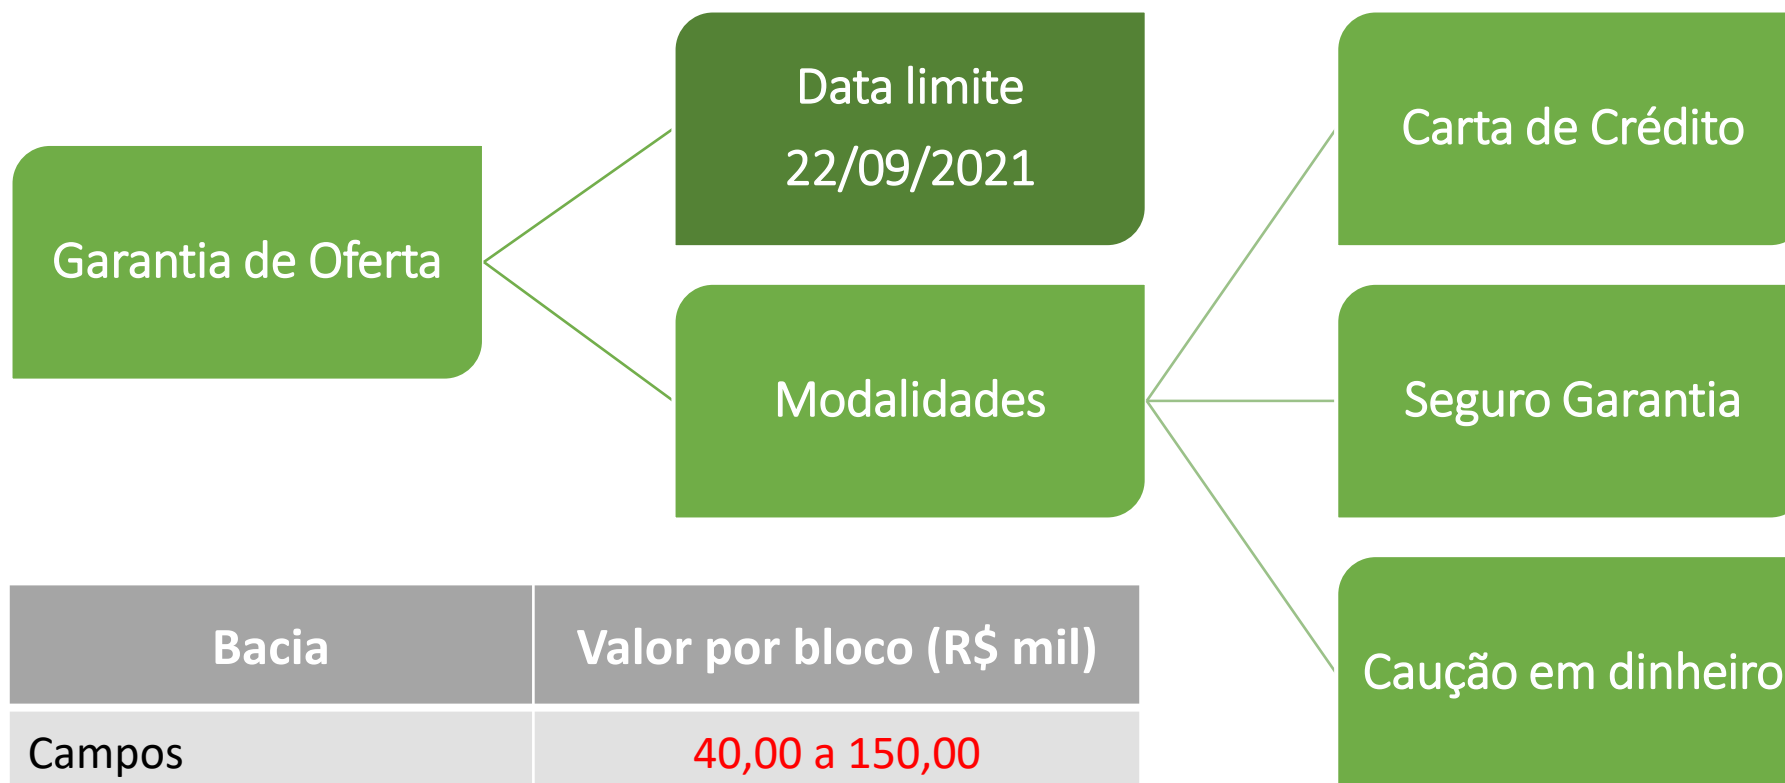 Garantia de Oferta
Data limite
22/09/2021
Modalidades
Carta de Crédito
Seguro Garantia
Caução em dinheiro
Bacia	Valor por bloco (R$ mil)
Campos	40,00 a 150,00